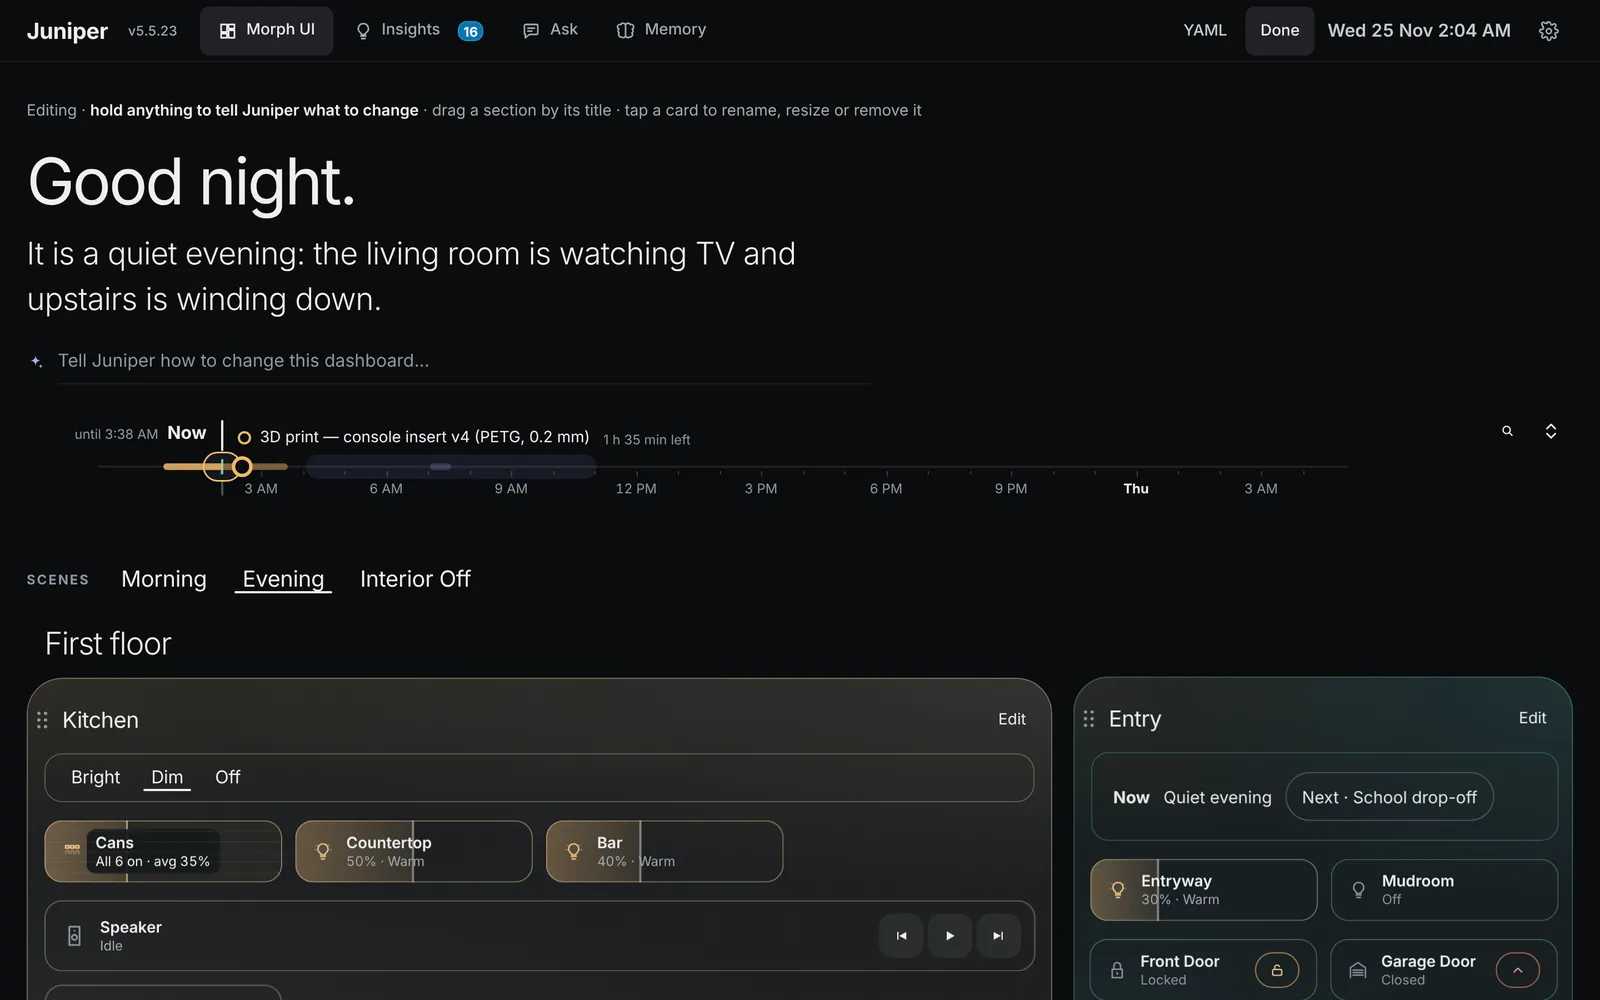 Juniper v5.5.23 Morph UI Insights 16 Ask Memory YAML Done Wed 25 Nov 2:04 AM
Editing · hold anything to tell Juniper what to change · drag a section by its title · tap a card to rename, resize or remove it
Good night.
It is a quiet evening: the living room is watching TV and
upstairs is winding down.
Tell Juniper how to change this dashboard...
until 3:38 AM Now 3D print — console insert v4 (PETG, 0.2 mm) 1 h 35 min left
3 AM 6 AM 9 AM 12 PM 3 PM 6 PM 9 PM Thu 3 AM
SCENES Morning Evening Interior Off
First floor
Kitchen Edit
Bright Dim Off
Cans
All 6 on · avg 35%
Countertop
50% · Warm
Bar
40% · Warm
Speaker
Idle
Entry Edit
Now Quiet evening Next · School drop-off
Entryway
30% · Warm
Mudroom
Off
Front Door
Locked
Garage Door
Closed